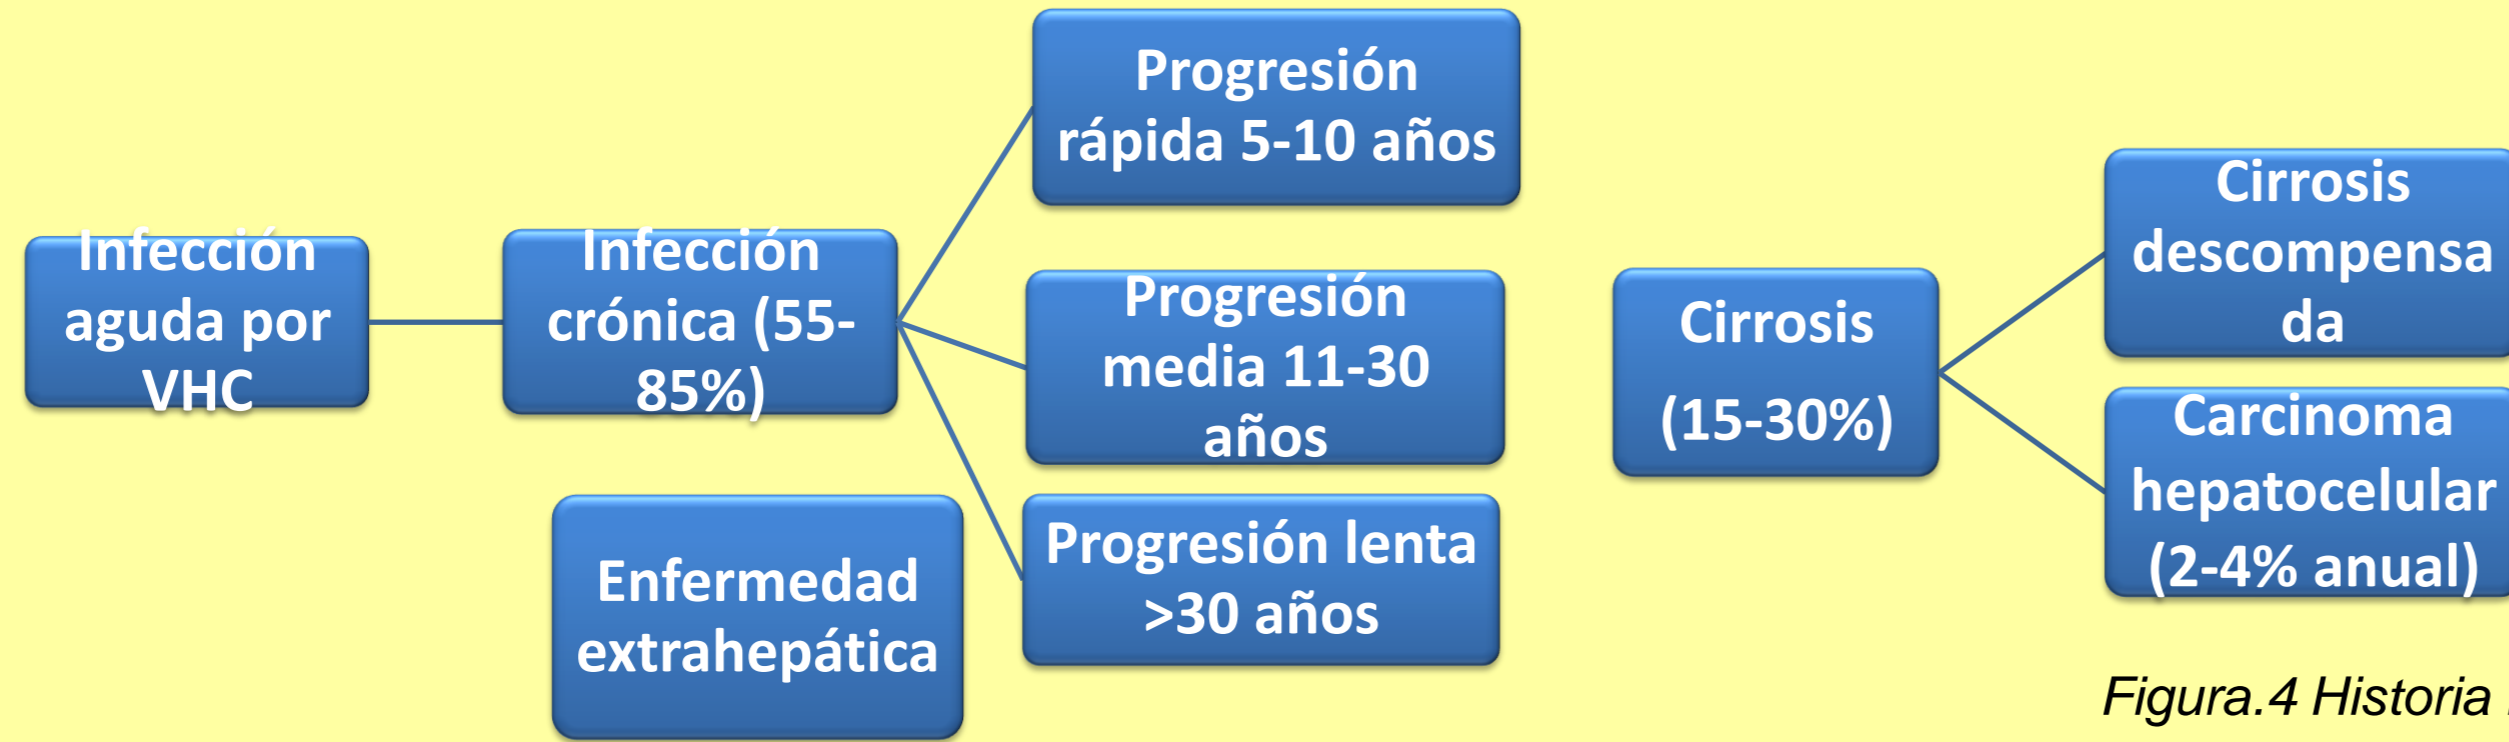 Infección
aguda por
VHC
Infección
crónica (55-
85%)
Enfermedad
extrahepática
Progresión
rápida 5-10 años
Progresión
media 11-30
años
Progresión lenta
>30 años
Cirrosis
(15-30%)
Cirrosis
descompensa
da
Carcinoma
hepatocelular
(2-4% anual)
Figura.4 Historia